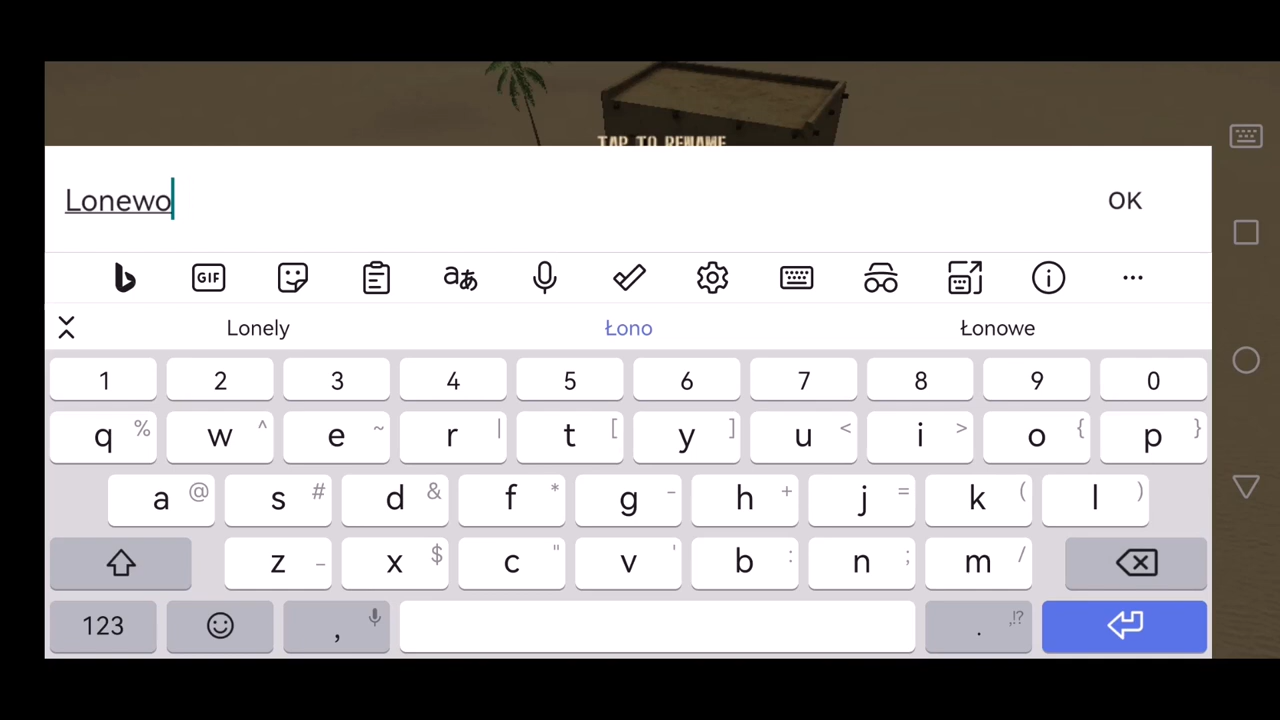 TAP TO RENAME
Lonewo
OK
GIF
aあ
Lonely Łono Łonowe
1 2 3 4 5 6 7 8 9 0
q % w ^ e ~ r | t [ y ] u < i > o { p }
a @ s # d & f * g - h + j = k ( l )
z _ x $ c " v ' b : n ; m /
123 , . ,!?